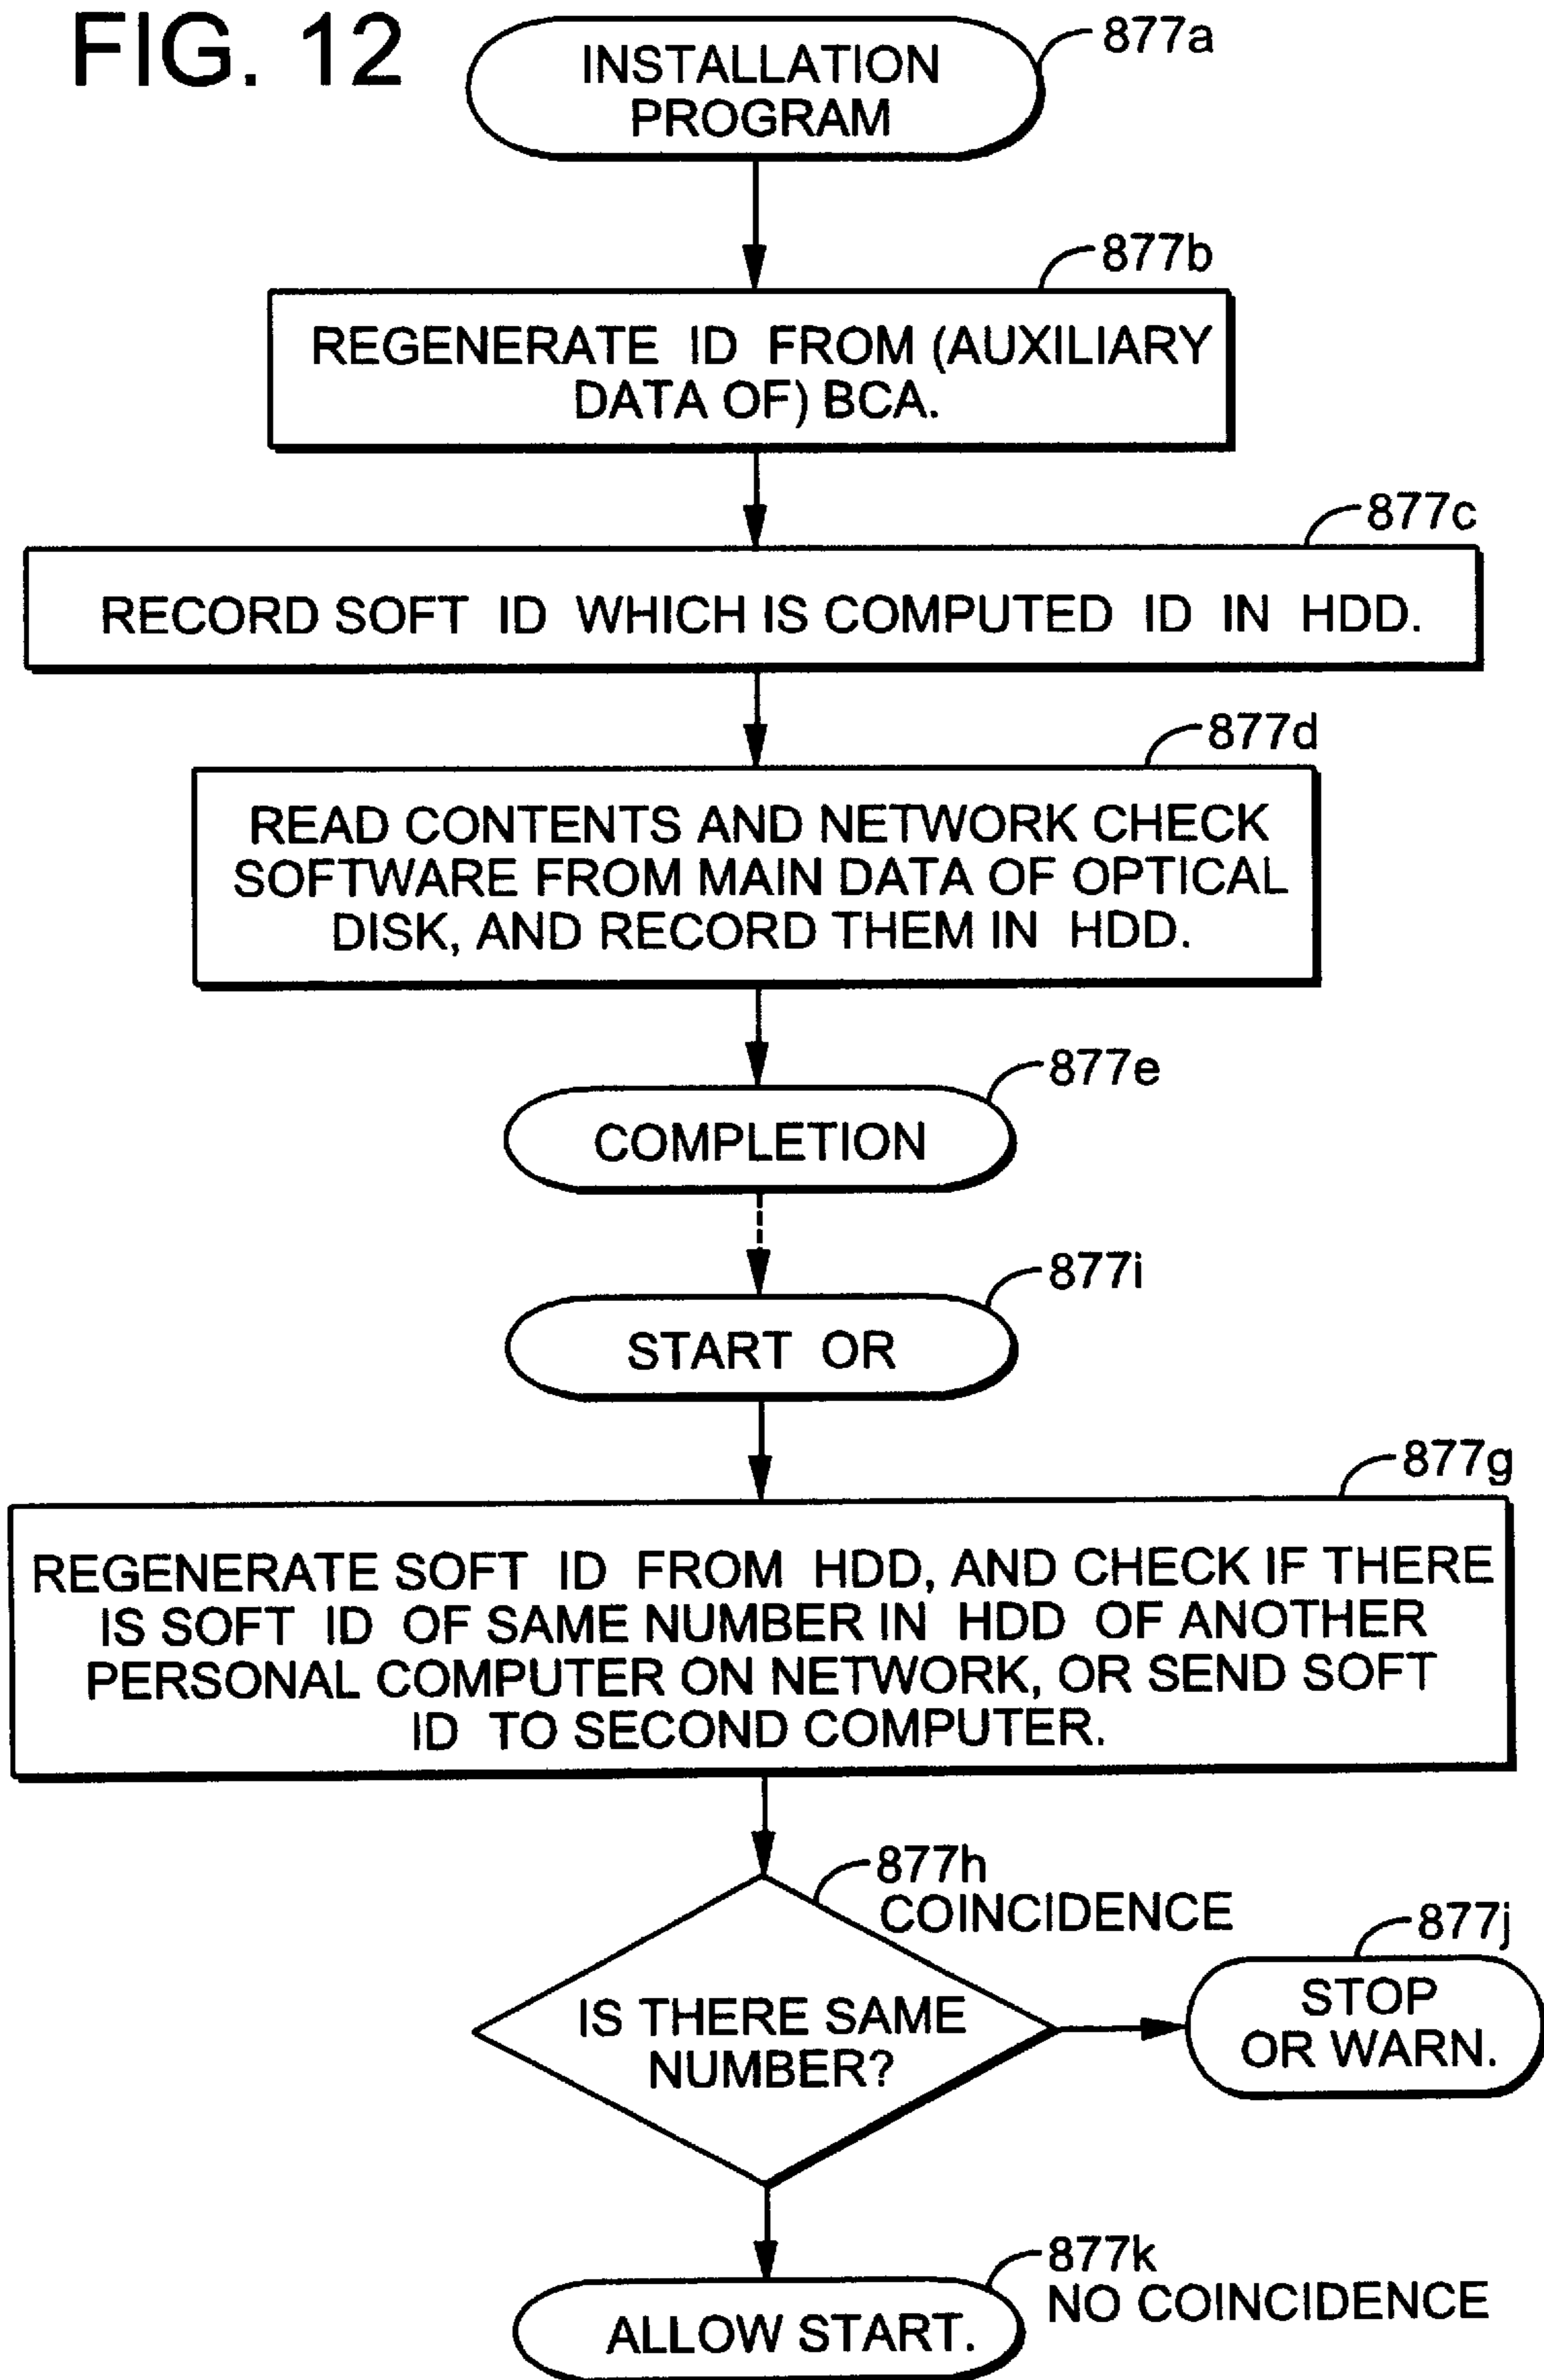 FIG. 12
877a
INSTALLATION
PROGRAM
877b
REGENERATE ID FROM (AUXILIARY
DATA OF) BCA.
877c
RECORD SOFT ID WHICH IS COMPUTED ID IN HDD.
877d
READ CONTENTS AND NETWORK CHECK
SOFTWARE FROM MAIN DATA OF OPTICAL
DISK, AND RECORD THEM IN HDD.
877e
COMPLETION
877i
START OR
877g
REGENERATE SOFT ID FROM HDD, AND CHECK IF THERE
IS SOFT ID OF SAME NUMBER IN HDD OF ANOTHER
PERSONAL COMPUTER ON NETWORK, OR SEND SOFT
ID TO SECOND COMPUTER.
877h
COINCIDENCE
IS THERE SAME
NUMBER?
877j
STOP
OR WARN.
877k
NO COINCIDENCE
ALLOW START.